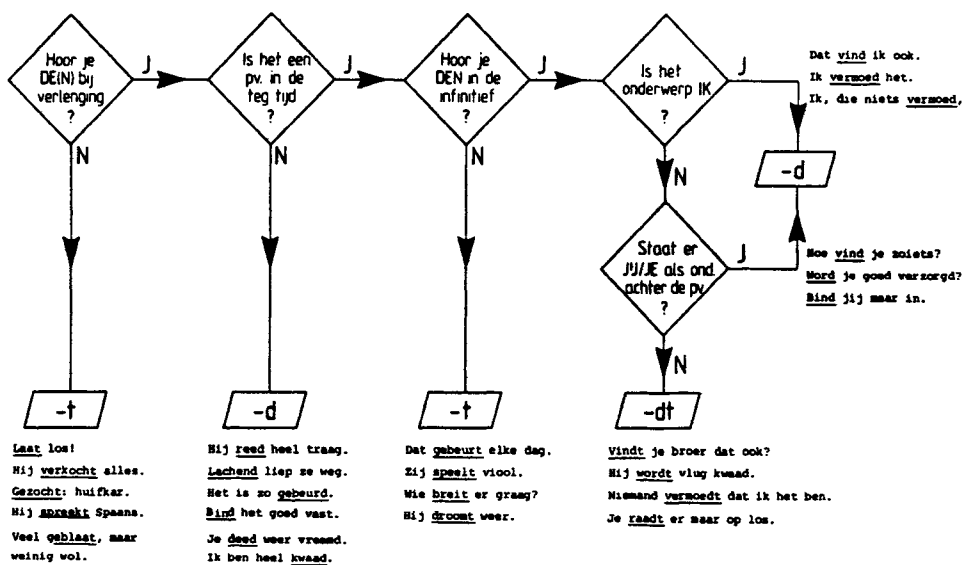 Hoor je
DE(N) bij
verlenging
?
J
N
-t
Laat los!
Hij verkocht alles.
Gezocht: huifkar.
Hij spreekt Spaans.
Veel geblaat, maar
weinig wol.
Is het een
pv. in de
teg tijd
?
J
N
-d
Hij reed heel traag.
Lachend liep ze weg.
Het is zo gebeurd.
Bind het goed vast.
Je deed weer vreemd.
Ik ben heel kwaad.
Hoor je
DEN in de
infinitief
?
J
N
-t
Dat gebeurt elke dag.
Zij speelt viool.
Wie breit er graag?
Hij droomt weer.
Is het
onderwerp IK
?
J
N
Dat vind ik ook.
Ik vermoed het.
Ik, die niets vermoed,
-d
Staat er
JIJ/JE als ond.
achter de pv.
?
J
N
Hoe vind je zoiets?
Word je goed verzorgd?
Bind jij maar in.
-dt
Vindt je broer dat ook?
Hij wordt vlug kwaad.
Niemand vermoedt dat ik het ben.
Je raadt er maar op los.